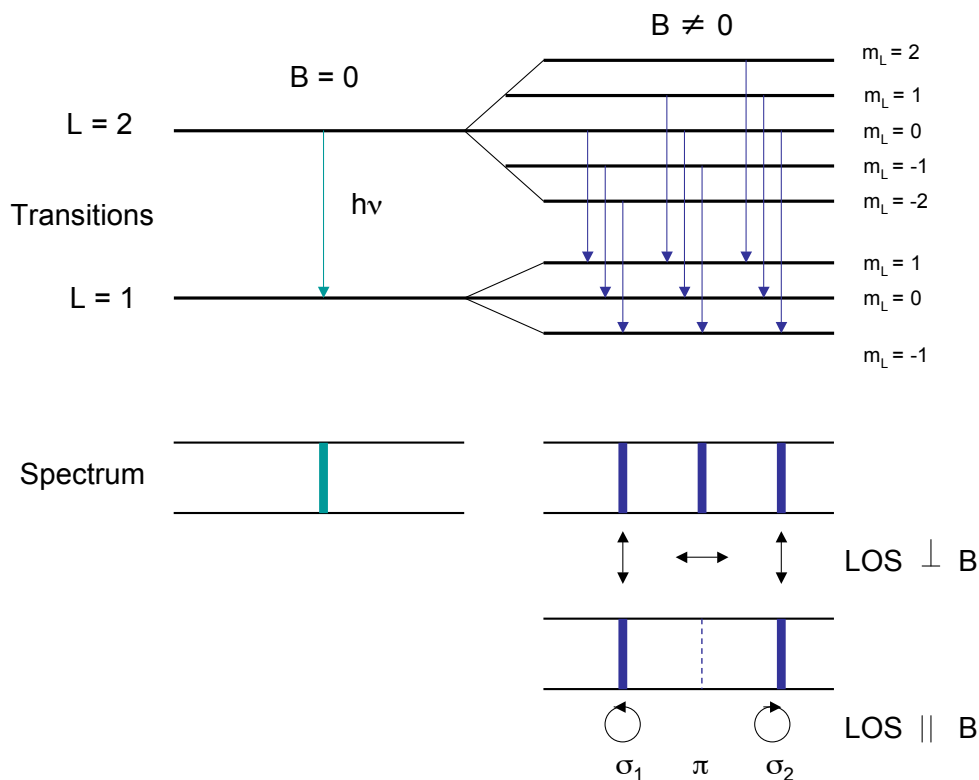 B ≠ 0
B = 0
m_L = 2
m_L = 1
L = 2
m_L = 0
m_L = -1
hν
m_L = -2
Transitions
m_L = 1
L = 1
m_L = 0
m_L = -1
Spectrum
LOS ⊥ B
LOS || B
σ₁ π σ₂